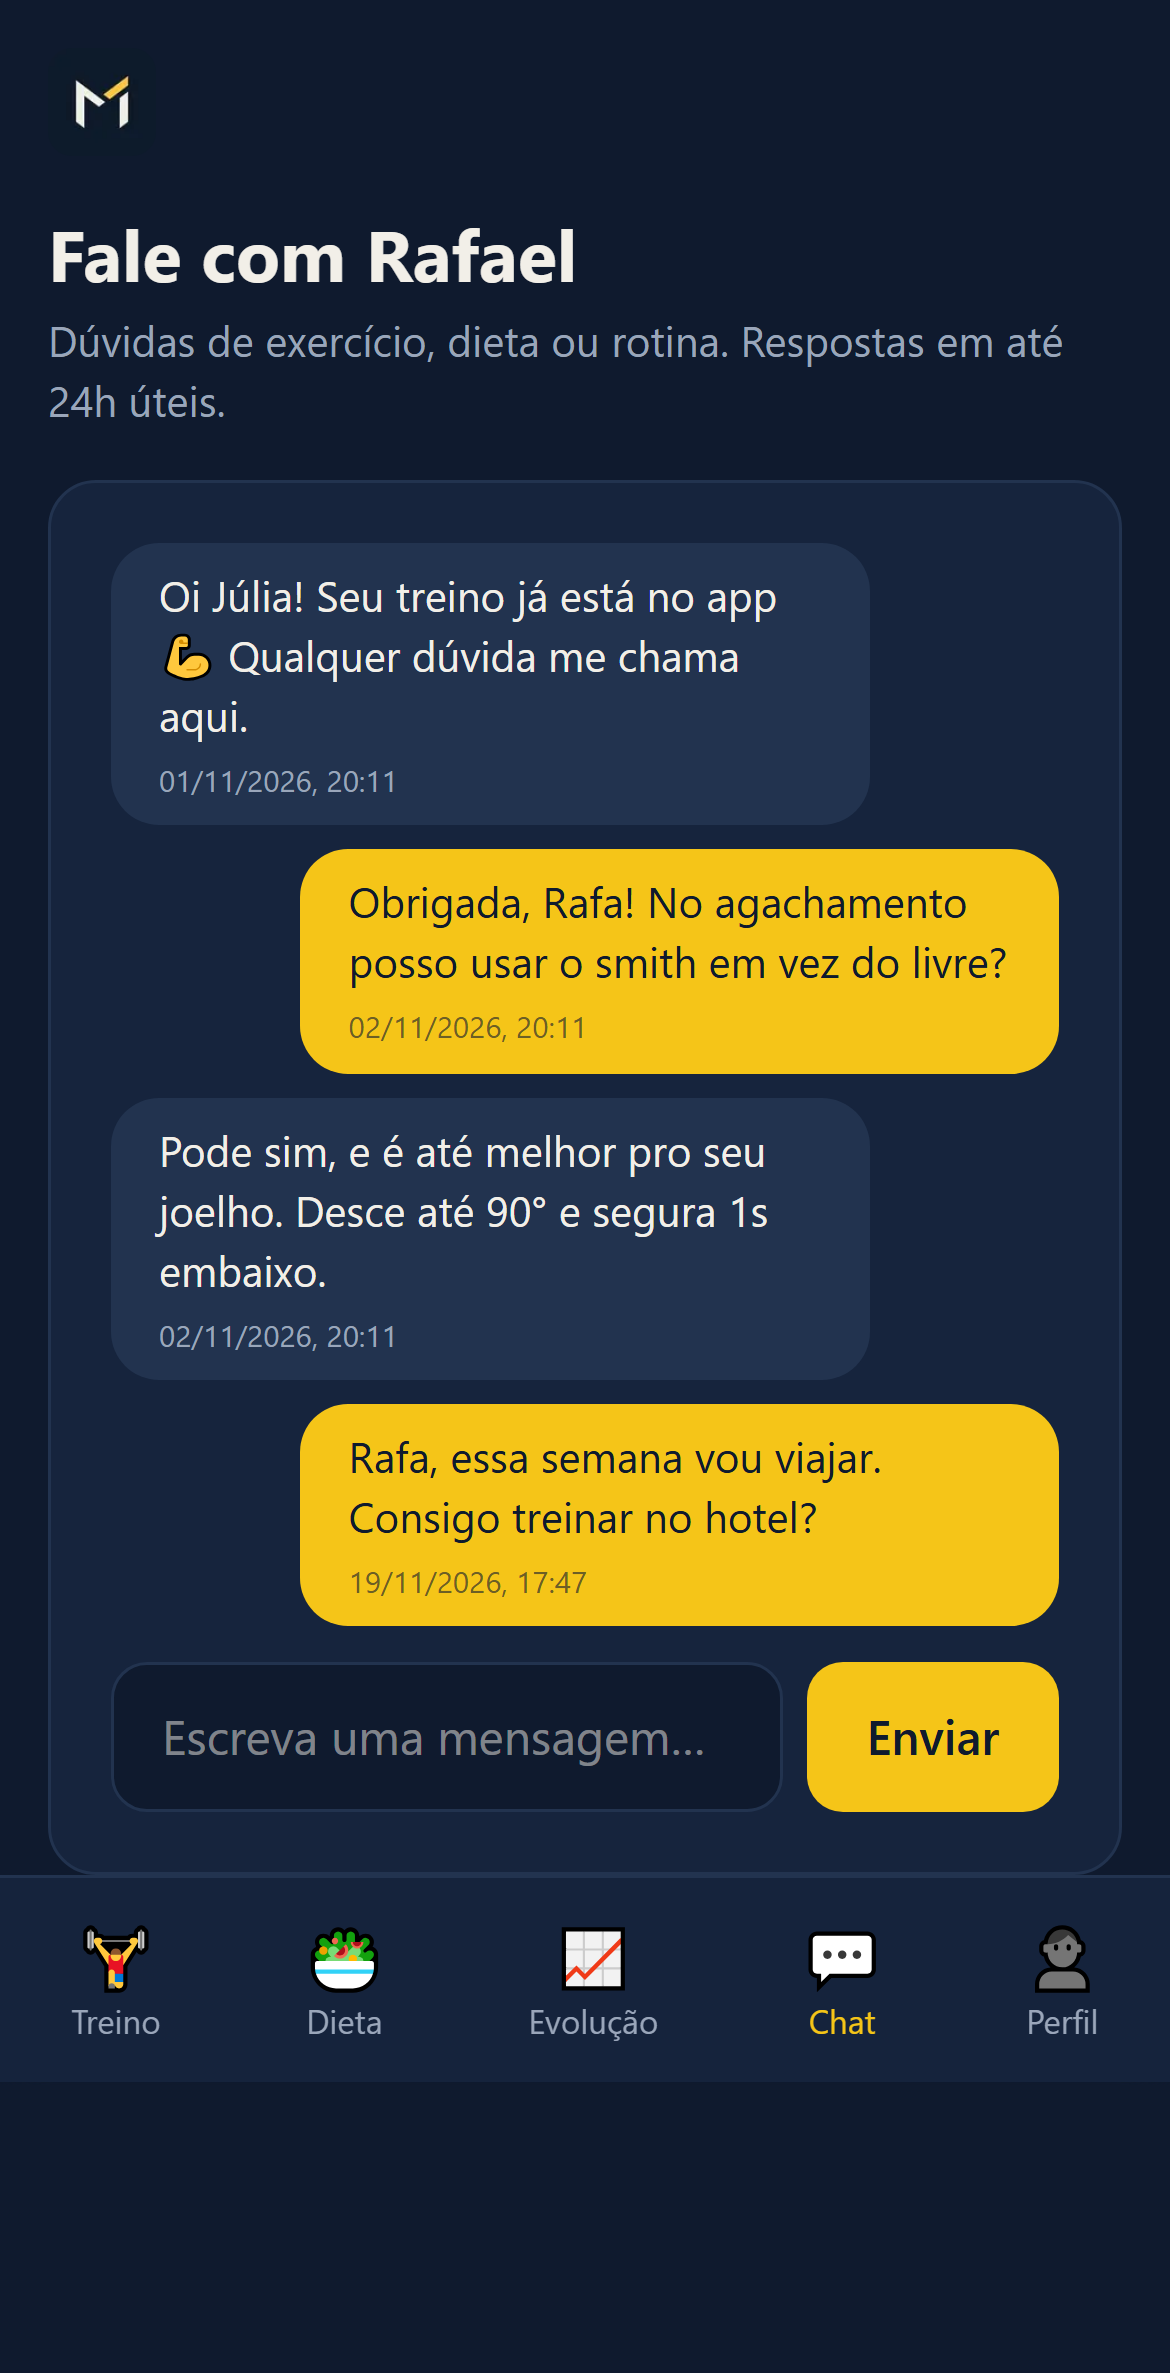 Fale com Rafael
Dúvidas de exercício, dieta ou rotina. Respostas em até
24h úteis.
Oi Júlia! Seu treino já está no app
💪 Qualquer dúvida me chama
aqui.
01/11/2026, 20:11
Obrigada, Rafa! No agachamento
posso usar o smith em vez do livre?
02/11/2026, 20:11
Pode sim, e é até melhor pro seu
joelho. Desce até 90° e segura 1s
embaixo.
02/11/2026, 20:11
Rafa, essa semana vou viajar.
Consigo treinar no hotel?
19/11/2026, 17:47
Escreva uma mensagem...
Enviar
Treino
Dieta
Evolução
Chat
Perfil